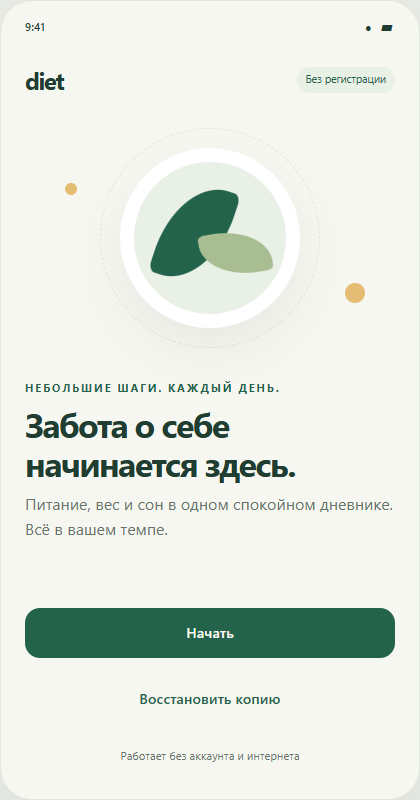 9:41
diet
Без регистрации
НЕБОЛЬШИЕ ШАГИ. КАЖДЫЙ ДЕНЬ.
Забота о себе
начинается здесь.
Питание, вес и сон в одном спокойном дневнике.
Всё в вашем темпе.
Начать
Восстановить копию
Работает без аккаунта и интернета